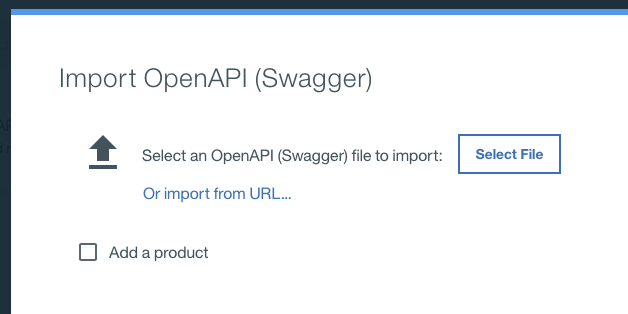 Import OpenAPI (Swagger)
Select an OpenAPI (Swagger) file to import: Select File
Or import from URL...
Add a product